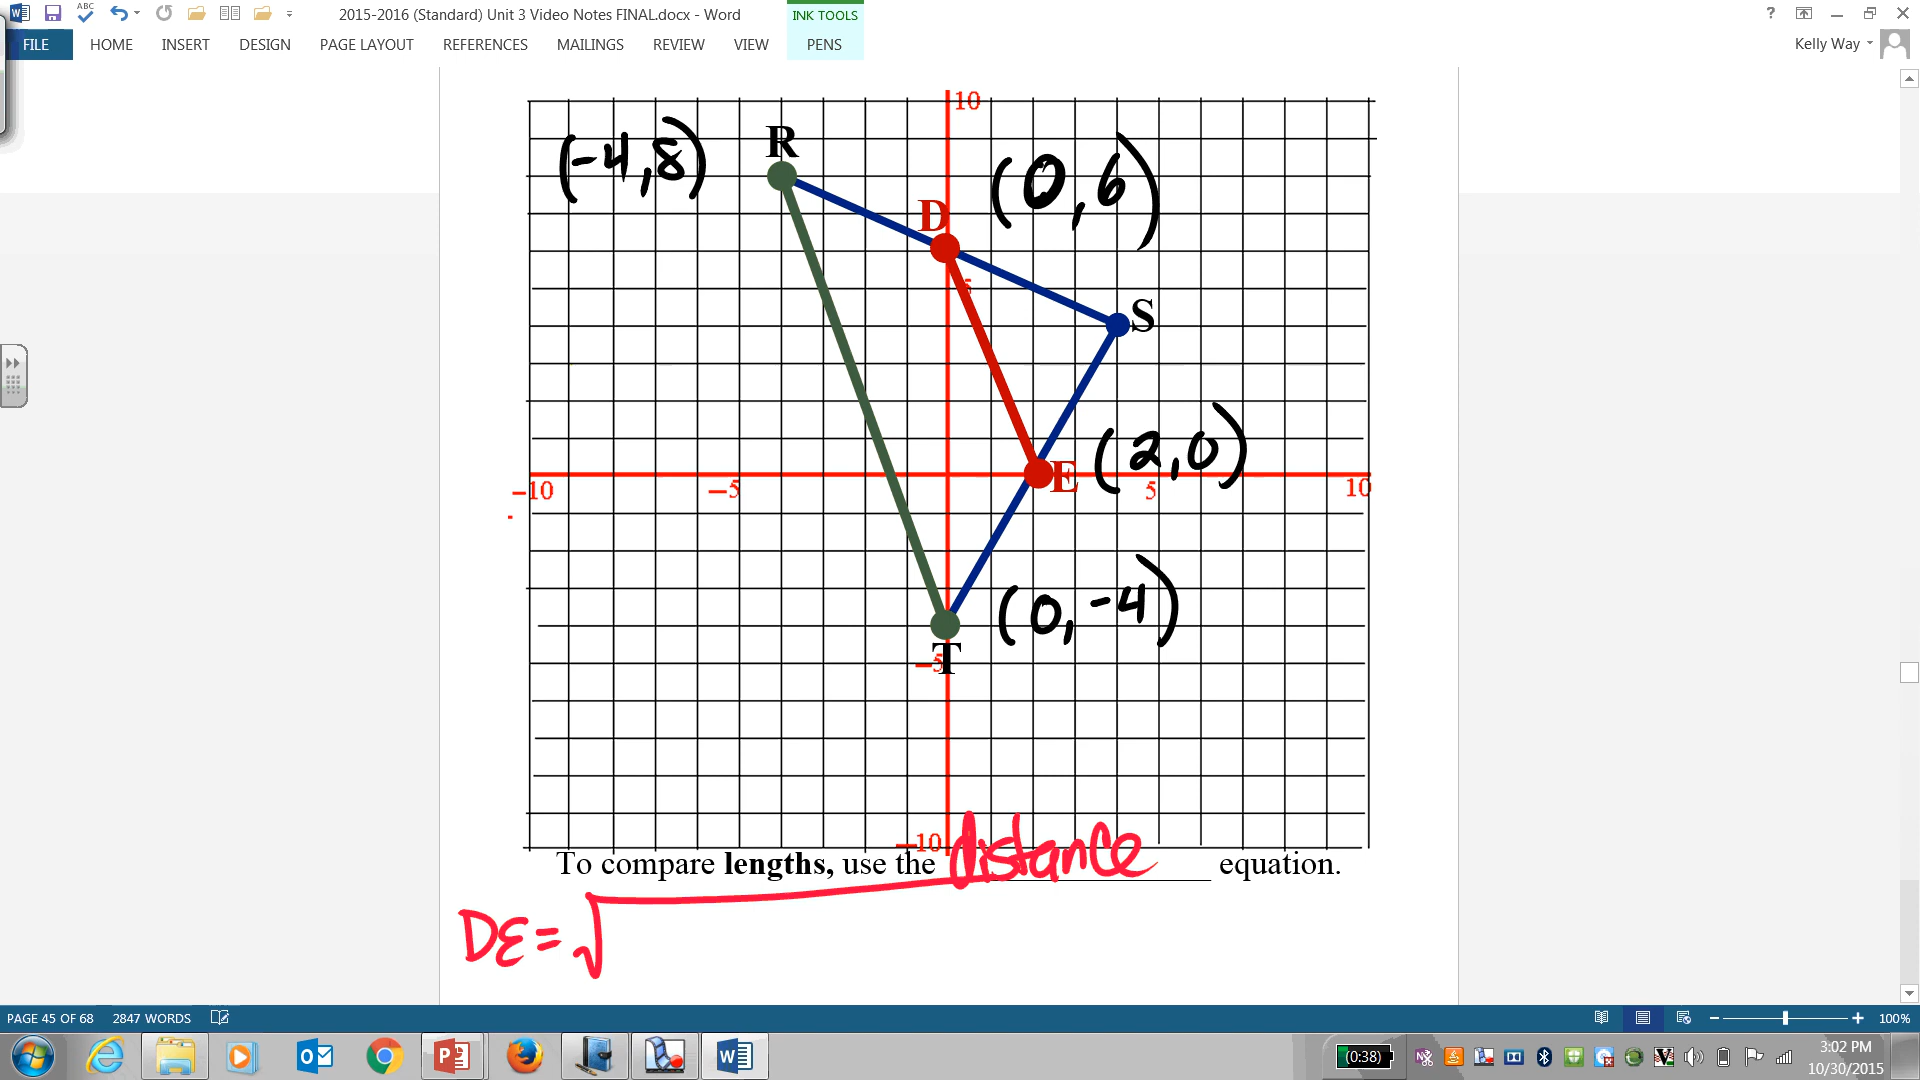 2015-2016 (Standard) Unit 3 Video Notes FINAL.docx - Word
INK TOOLS
FILE HOME INSERT DESIGN PAGE LAYOUT REFERENCES MAILINGS REVIEW VIEW PENS
Kelly Way
10
(-4,8)
R
(0,6)
D
5
S
(2,0)
E
-10
-5
5
10
(0,-4)
T
-5
-10
To compare lengths, use the distance equation.
DE=√
PAGE 45 OF 68 2847 WORDS
100%
(0:38)
3:02 PM
10/30/2015